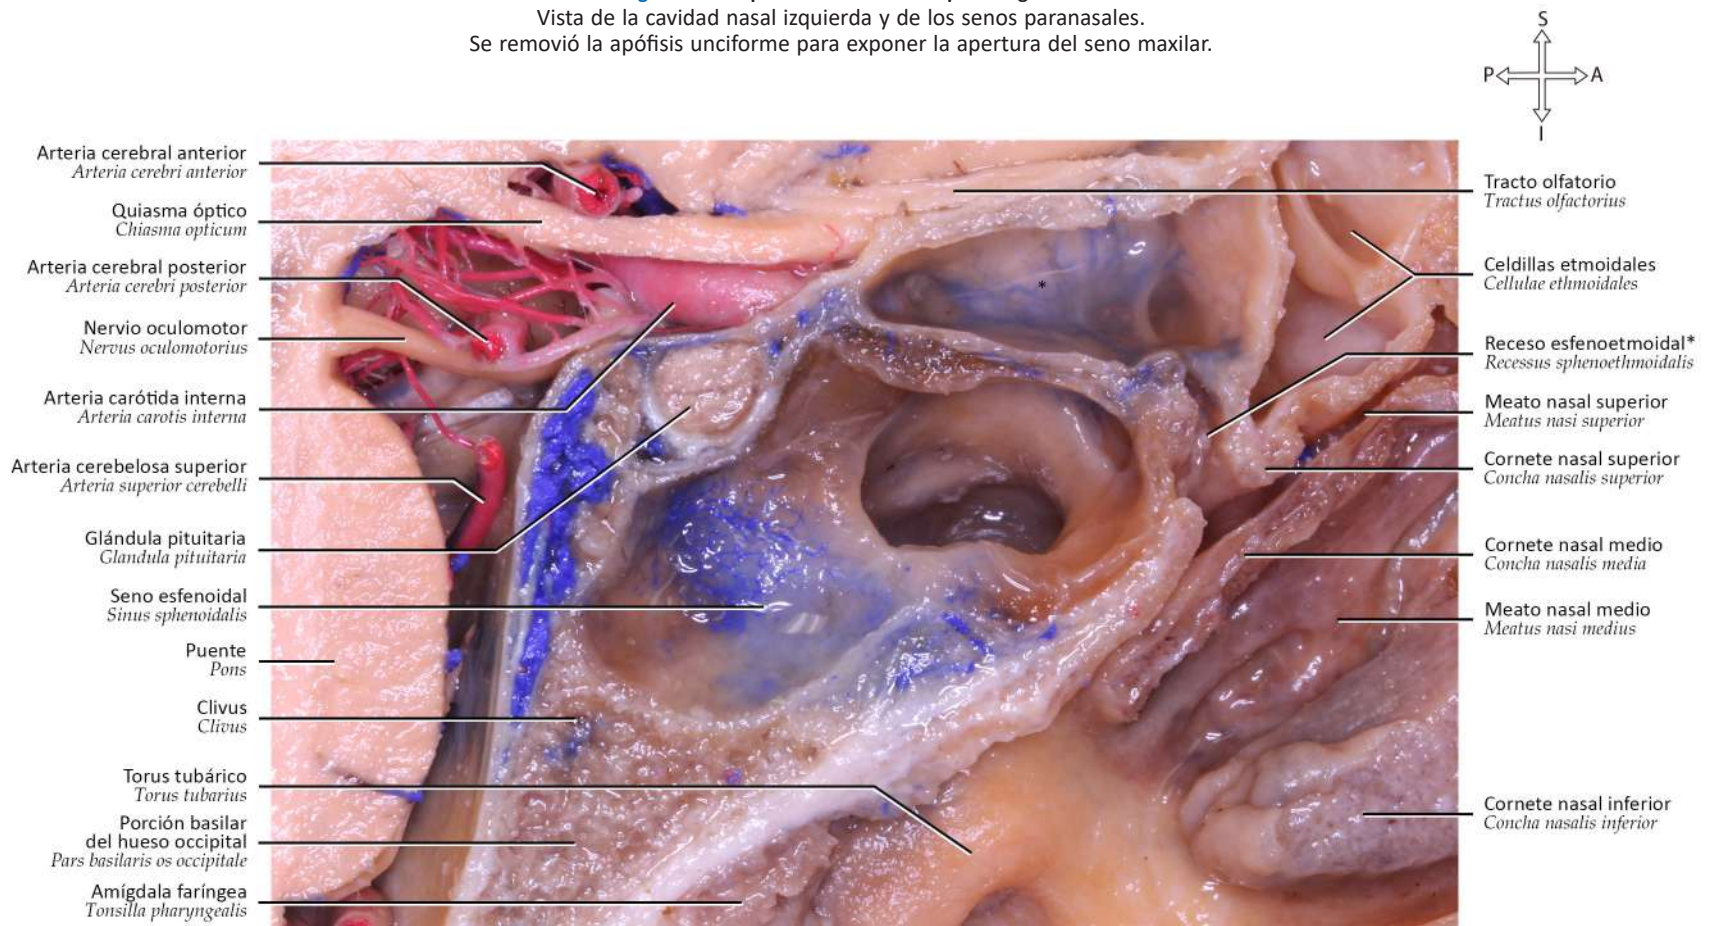 Vista de la cavidad nasal izquierda y de los senos paranasales.
Se removió la apófisis unciforme para exponer la apertura del seno maxilar.
S
P A
I
Arteria cerebral anterior
Arteria cerebri anterior
Quiasma óptico
Chiasma opticum
Arteria cerebral posterior
Arteria cerebri posterior
Nervio oculomotor
Nervus oculomotorius
Arteria carótida interna
Arteria carotis interna
Arteria cerebelosa superior
Arteria superior cerebelli
Glándula pituitaria
Glandula pituitaria
Seno esfenoidal
Sinus sphenoidalis
Puente
Pons
Clivus
Clivus
Torus tubárico
Torus tubarius
Porción basilar
del hueso occipital
Pars basilaris os occipitale
Amígdala faríngea
Tonsilla pharyngealis
*
Tracto olfatorio
Tractus olfactorius
Celdillas etmoidales
Cellulae ethmoidales
Receso esfenoetmoidal*
Recessus sphenoethmoidalis
Meato nasal superior
Meatus nasi superior
Cornete nasal superior
Concha nasalis superior
Cornete nasal medio
Concha nasalis media
Meato nasal medio
Meatus nasi medius
Cornete nasal inferior
Concha nasalis inferior